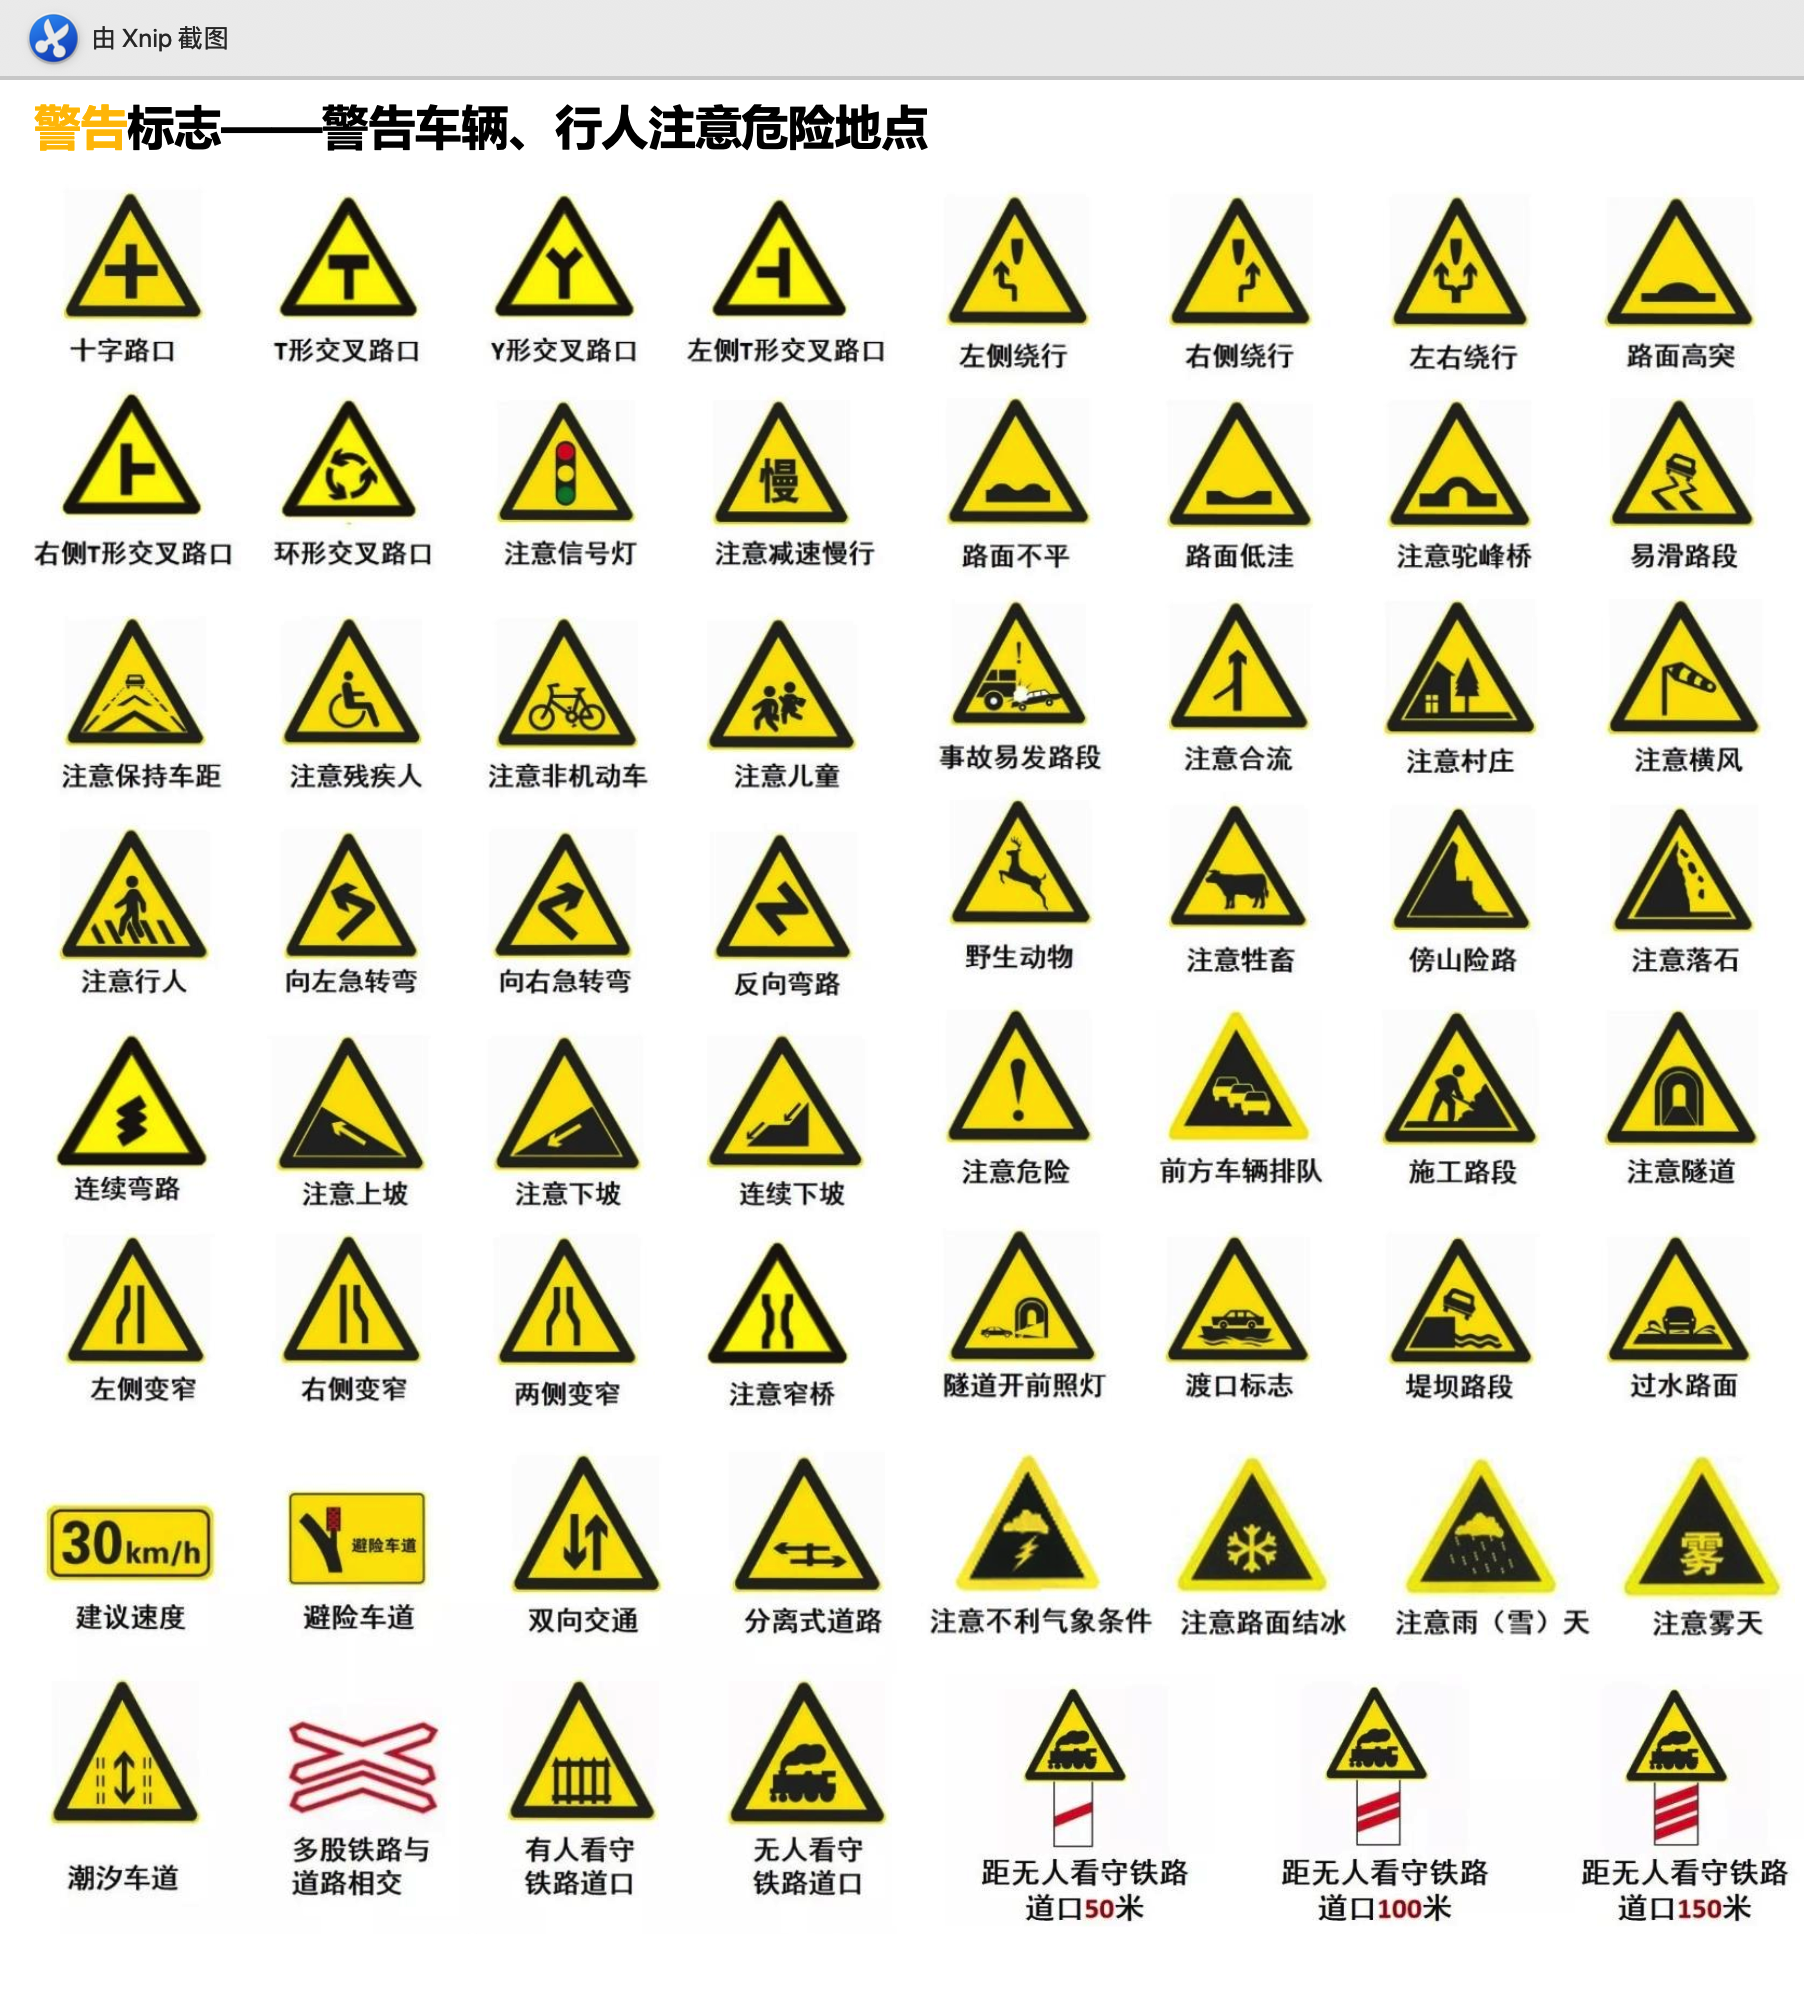 由 Xnip 截图
警告标志——警告车辆、行人注意危险地点
十字路口
T形交叉路口
Y形交叉路口
左侧T形交叉路口
左侧绕行
右侧绕行
左右绕行
路面高突
慢
右侧T形交叉路口
环形交叉路口
注意信号灯
注意减速慢行
路面不平
路面低洼
注意驼峰桥
易滑路段
!
注意保持车距
注意残疾人
注意非机动车
注意儿童
事故易发路段
注意合流
注意村庄
注意横风
注意行人
向左急转弯
向右急转弯
反向弯路
野生动物
注意牲畜
傍山险路
注意落石
!
连续弯路
注意上坡
注意下坡
连续下坡
注意危险
前方车辆排队
施工路段
注意隧道
左侧变窄
右侧变窄
两侧变窄
注意窄桥
隧道开前照灯
渡口标志
堤坝路段
过水路面
30km/h
避险车道
雾
建议速度
避险车道
双向交通
分离式道路
注意不利气象条件
注意路面结冰
注意雨（雪）天
注意雾天
潮汐车道
多股铁路与
道路相交
有人看守
铁路道口
无人看守
铁路道口
距无人看守铁路
道口50米
距无人看守铁路
道口100米
距无人看守铁路
道口150米